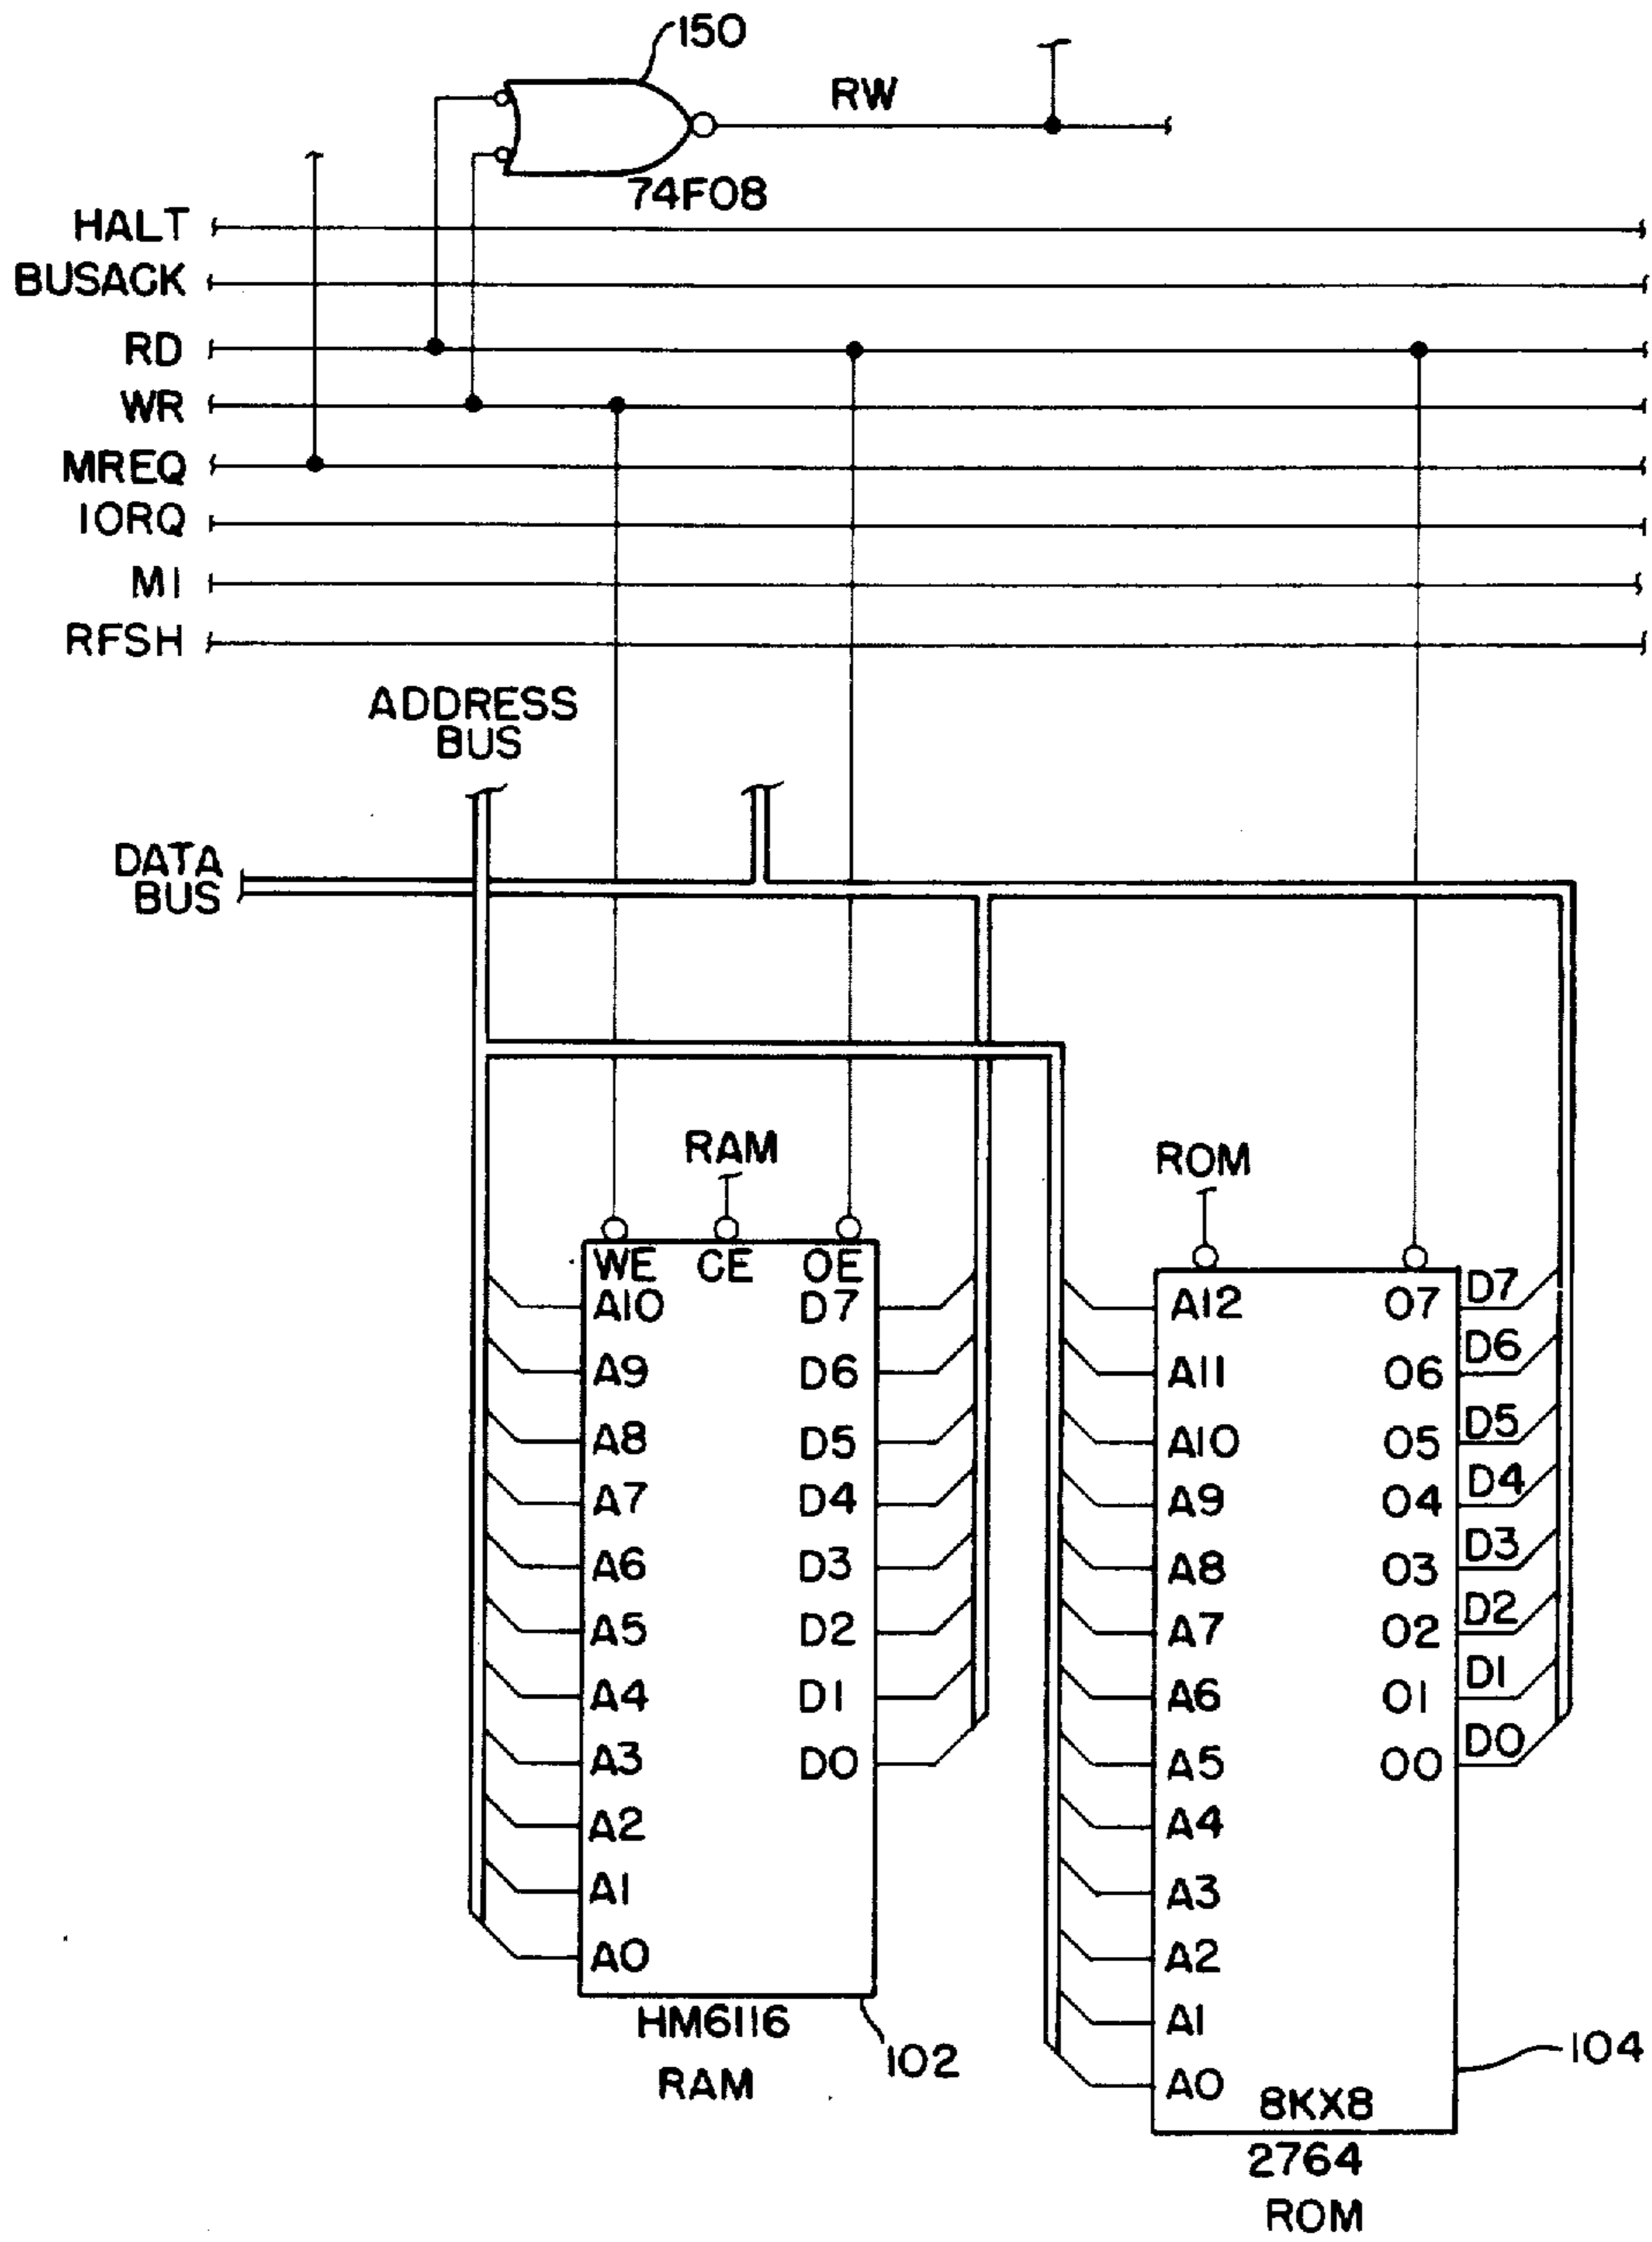 150
RW
74F08
HALT
BUSACK
RD
WR
MREQ
IORQ
M1
RFSH
ADDRESS
BUS
DATA
BUS
RAM
ROM
WE CE OE
A10 D7
A9 D6
A8 D5
A7 D4
A6 D3
A5 D2
A4 D1
A3 D0
A2
A1
A0
HM6116
102
RAM
A12 O7 D7
A11 O6 D6
A10 O5 D5
A9 O4 D4
A8 O3 D3
A7 O2 D2
A6 O1 D1
A5 O0 D0
A4
A3
A2
A1
A0
104
8KX8
2764
ROM